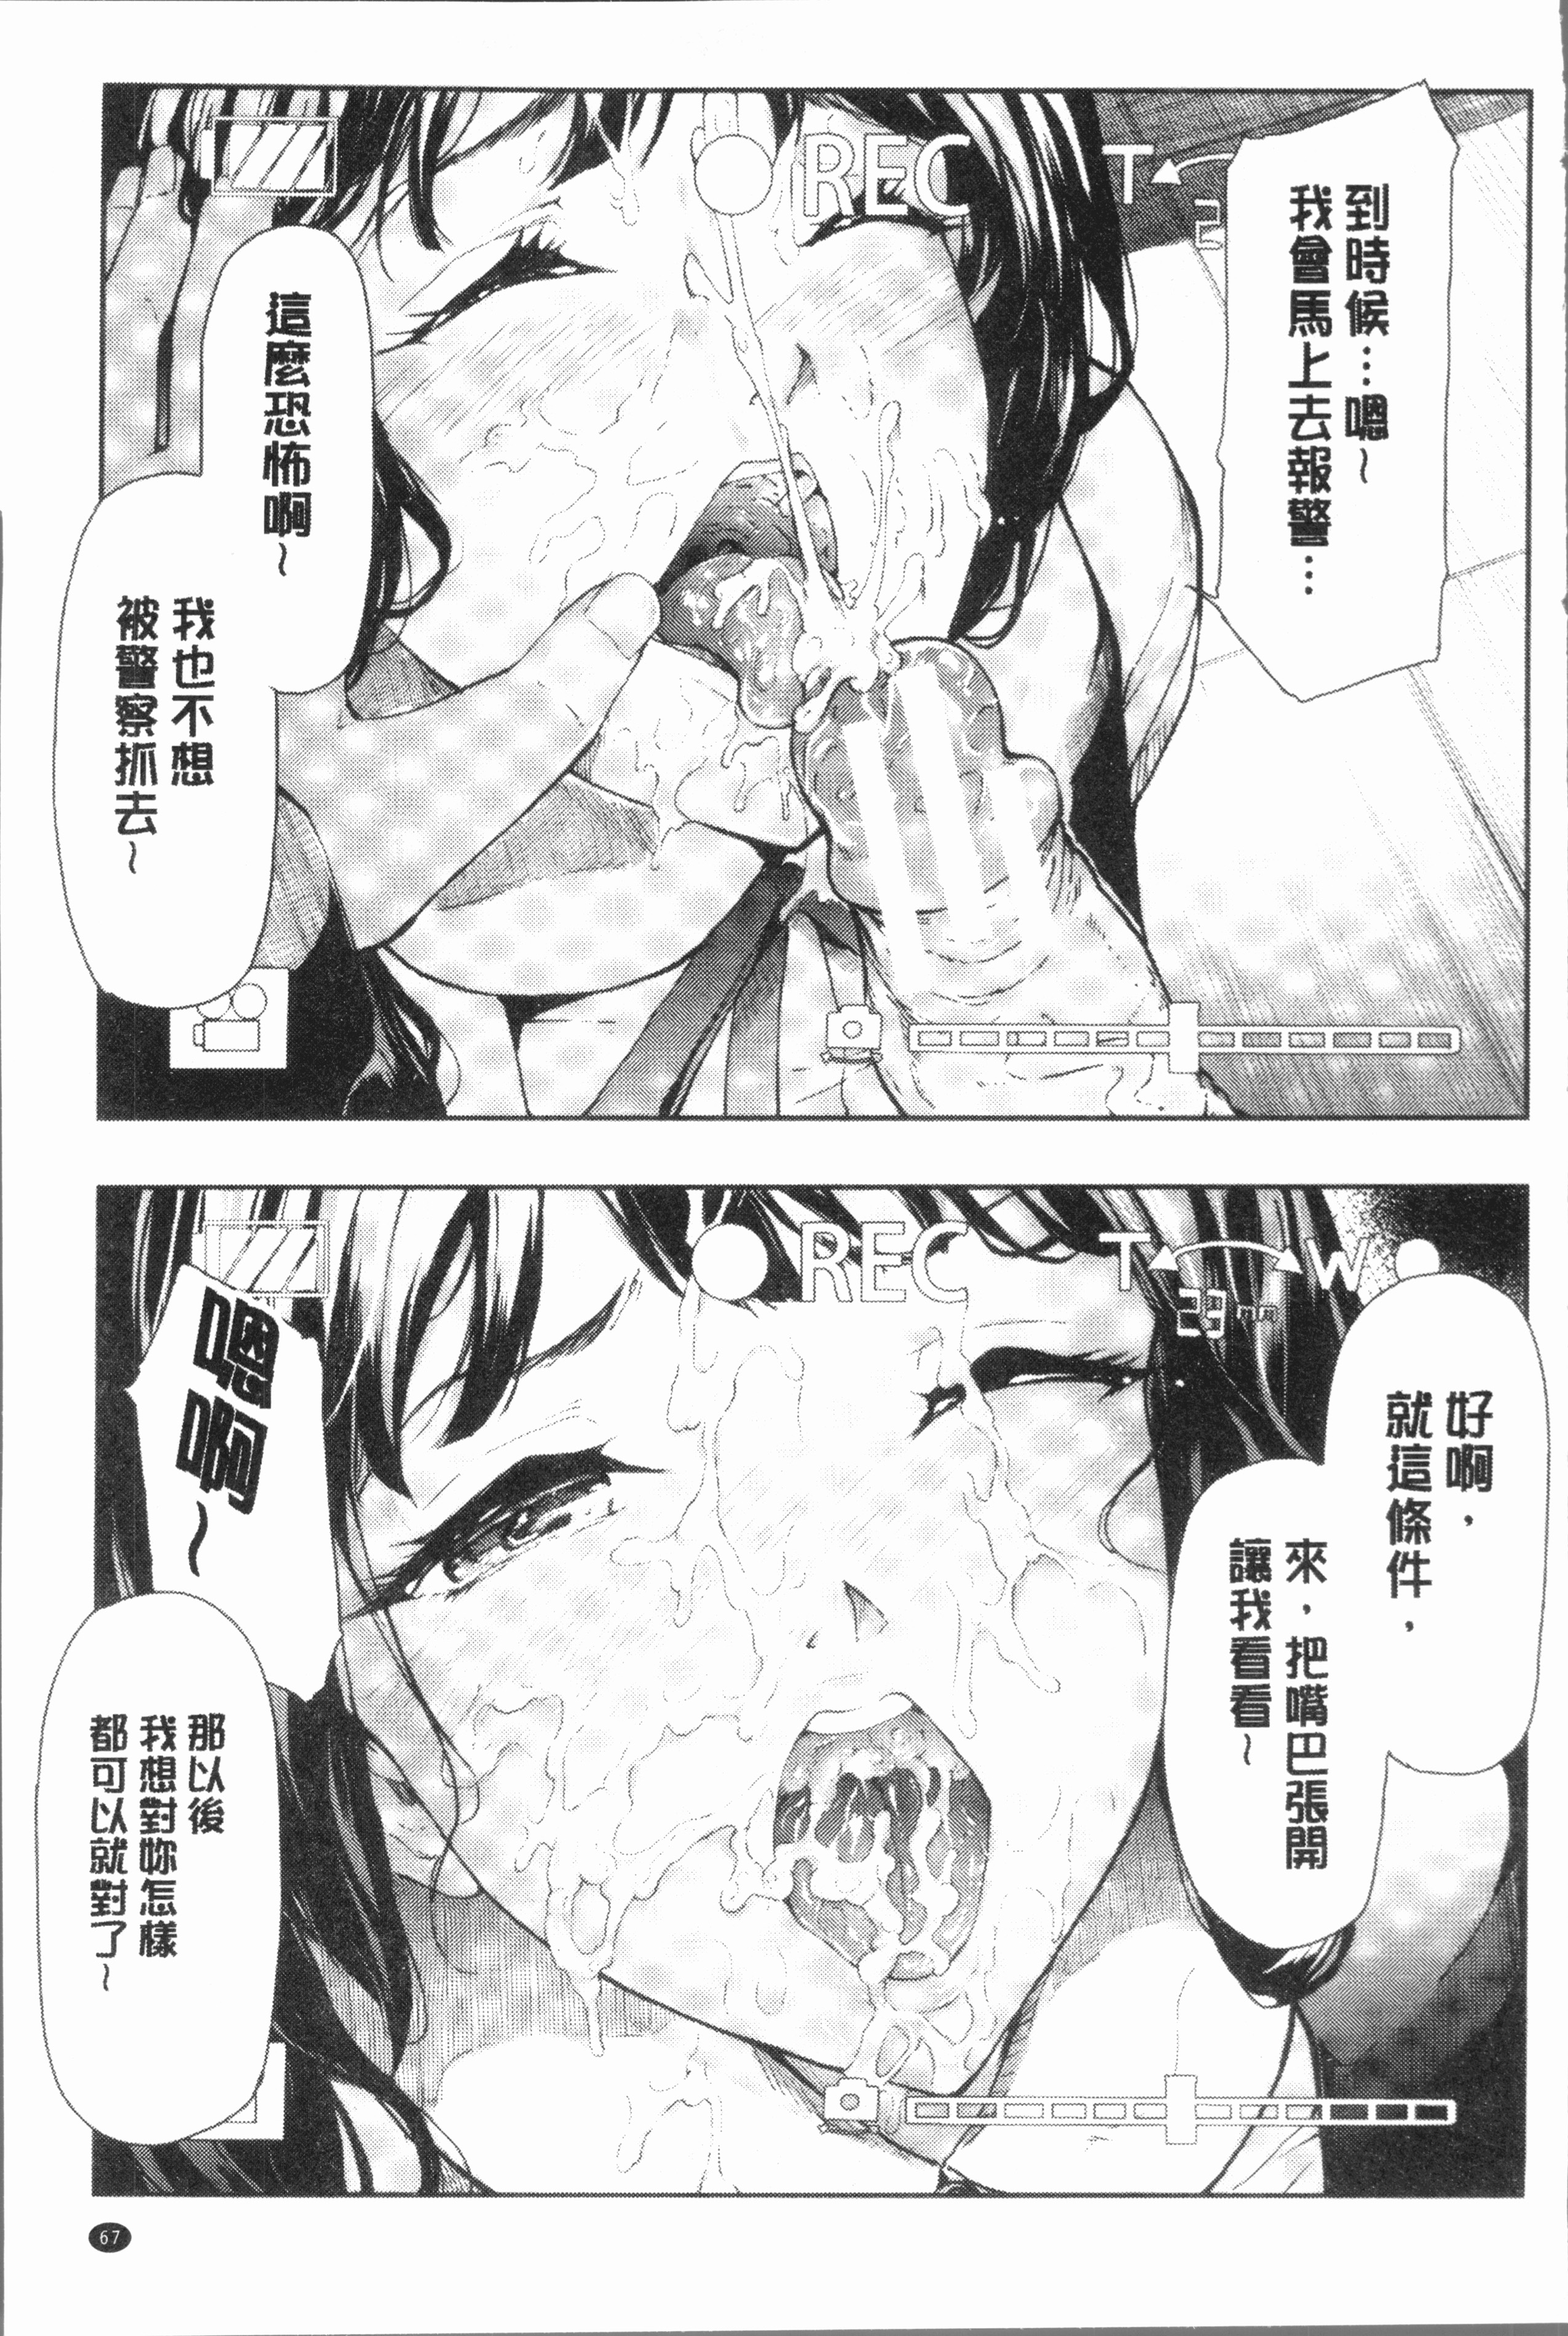 REC
T
2
到時候…嗯~
我會馬上去報警…
這麼恐怖啊~
我也不想
被警察抓去~
REC
T
W
23mm
好啊，
就這條件，
來，把嘴巴張開
讓我看看~
嗯啊~
那以後
我想對妳怎樣
都可以就對了~
67